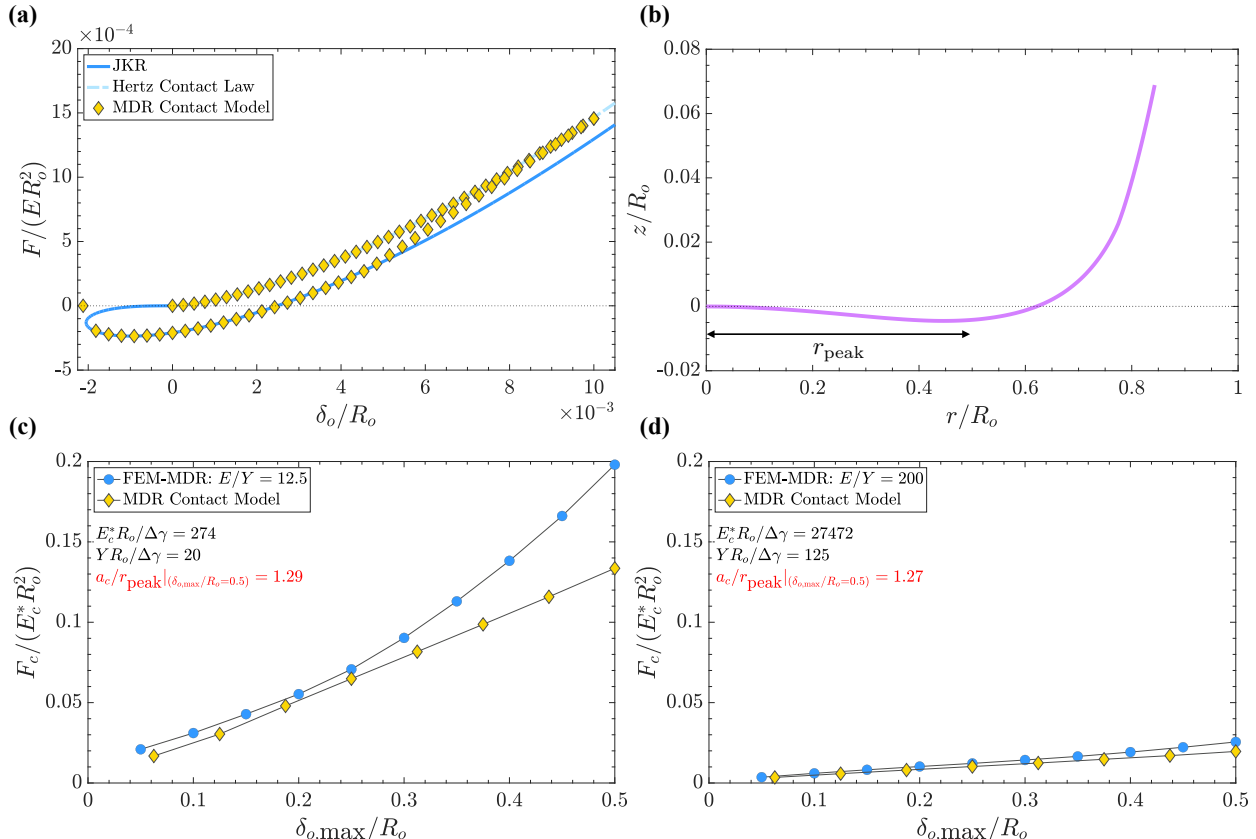 (a)
×10⁻⁴
20
15
10
5
0
-5
F/(ER_o^2)
JKR
Hertz Contact Law
MDR Contact Model
-2 0 2 4 6 8 10
×10⁻³
δ_o/R_o
(b)
0.08
0.06
0.04
0.02
0
-0.02
z/R_o
r_peak
0 0.2 0.4 0.6 0.8 1
r/R_o
(c)
0.2
0.15
0.1
0.05
0
F_c/(E_c^*R_o^2)
FEM-MDR: E/Y = 12.5
MDR Contact Model
E_c^*R_o/Δγ = 274
YR_o/Δγ = 20
a_c/r_peak|_(δ_o,max/R_o=0.5) = 1.29
0 0.1 0.2 0.3 0.4 0.5
δ_o,max/R_o
(d)
0.2
0.15
0.1
0.05
0
F_c/(E_c^*R_o^2)
FEM-MDR: E/Y = 200
MDR Contact Model
E_c^*R_o/Δγ = 27472
YR_o/Δγ = 125
a_c/r_peak|_(δ_o,max/R_o=0.5) = 1.27
0 0.1 0.2 0.3 0.4 0.5
δ_o,max/R_o